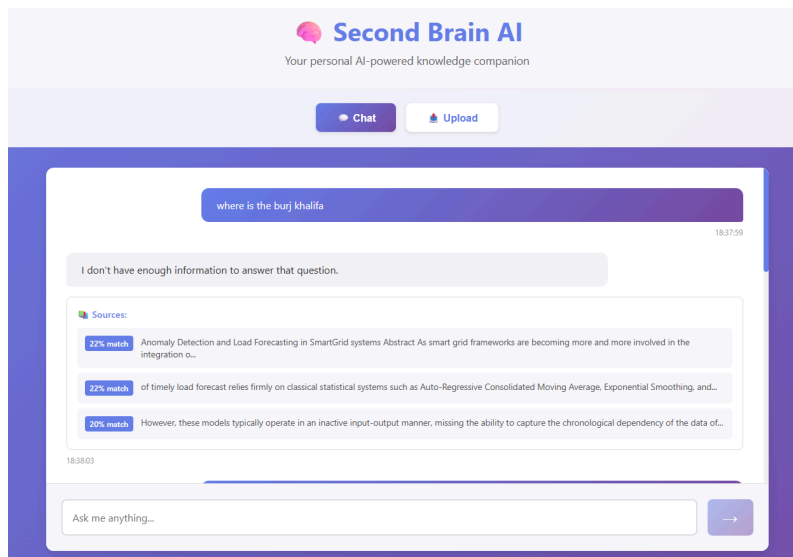 Second Brain AI
Your personal AI-powered knowledge companion
Chat
Upload
where is the burj khalifa
18:37:59
I don't have enough information to answer that question.
Sources:
22% match
Anomaly Detection and Load Forecasting in SmartGrid systems Abstract As smart grid frameworks are becoming more and more involved in the
integration o...
22% match
of timely load forecast relies firmly on classical statistical systems such as Auto-Regressive Consolidated Moving Average, Exponential Smoothing, and...
20% match
However, these models typically operate in an inactive input-output manner, missing the ability to capture the chronological dependency of the data of...
18:38:03
Ask me anything...
→